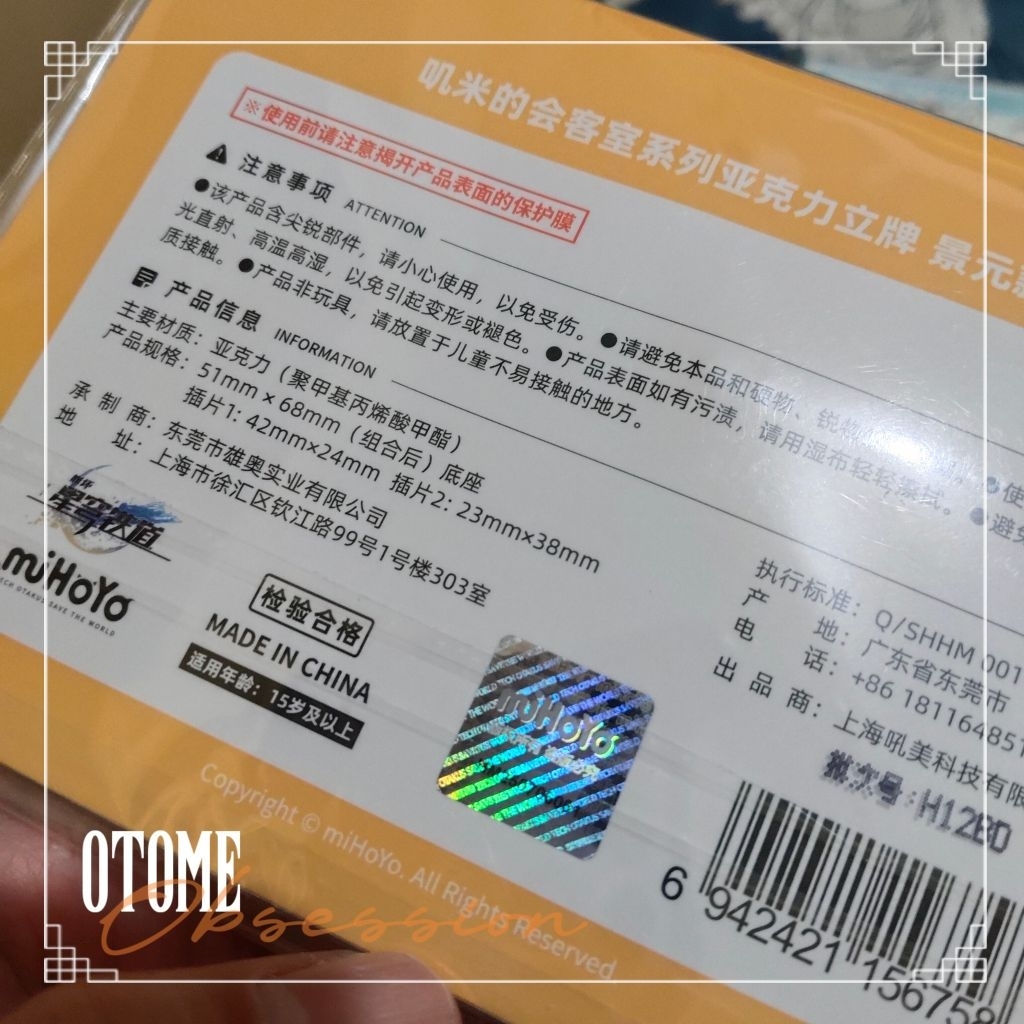 叽米的会客室系列亚克力立牌 景元
※使用前请注意揭开产品表面的保护膜
注意事项 ATTENTION
●该产品含尖锐部件，请小心使用，以免受伤。 ●请避免本品和硬物、锐物
光直射、高温高湿，以免引起变形或褪色。 ●产品表面如有污渍，请用湿布轻轻擦拭。
质接触。 ●产品非玩具，请放置于儿童不易接触的地方。
产品信息 INFORMATION
主要材质：亚克力（聚甲基丙烯酸甲酯）
产品规格：51mm×68mm（组合后）底座
插片1: 42mm×24mm 插片2: 23mm×38mm
承制商：东莞市雄奥实业有限公司
地址：上海市徐汇区钦江路99号1号楼303室
执行标准：Q/SHHM 001
产地：广东省东莞市
电话：+86 181164851
出品商：上海吼美科技有限
批次号:H12BD
星穹铁道
miHoYo
TECH OTAKUS SAVE THE WORLD
检验合格
MADE IN CHINA
适用年龄：15岁及以上
miHoYo
Copyright © miHoYo. All Rights Reserved
6 942421 156758
OTOME
Obsession